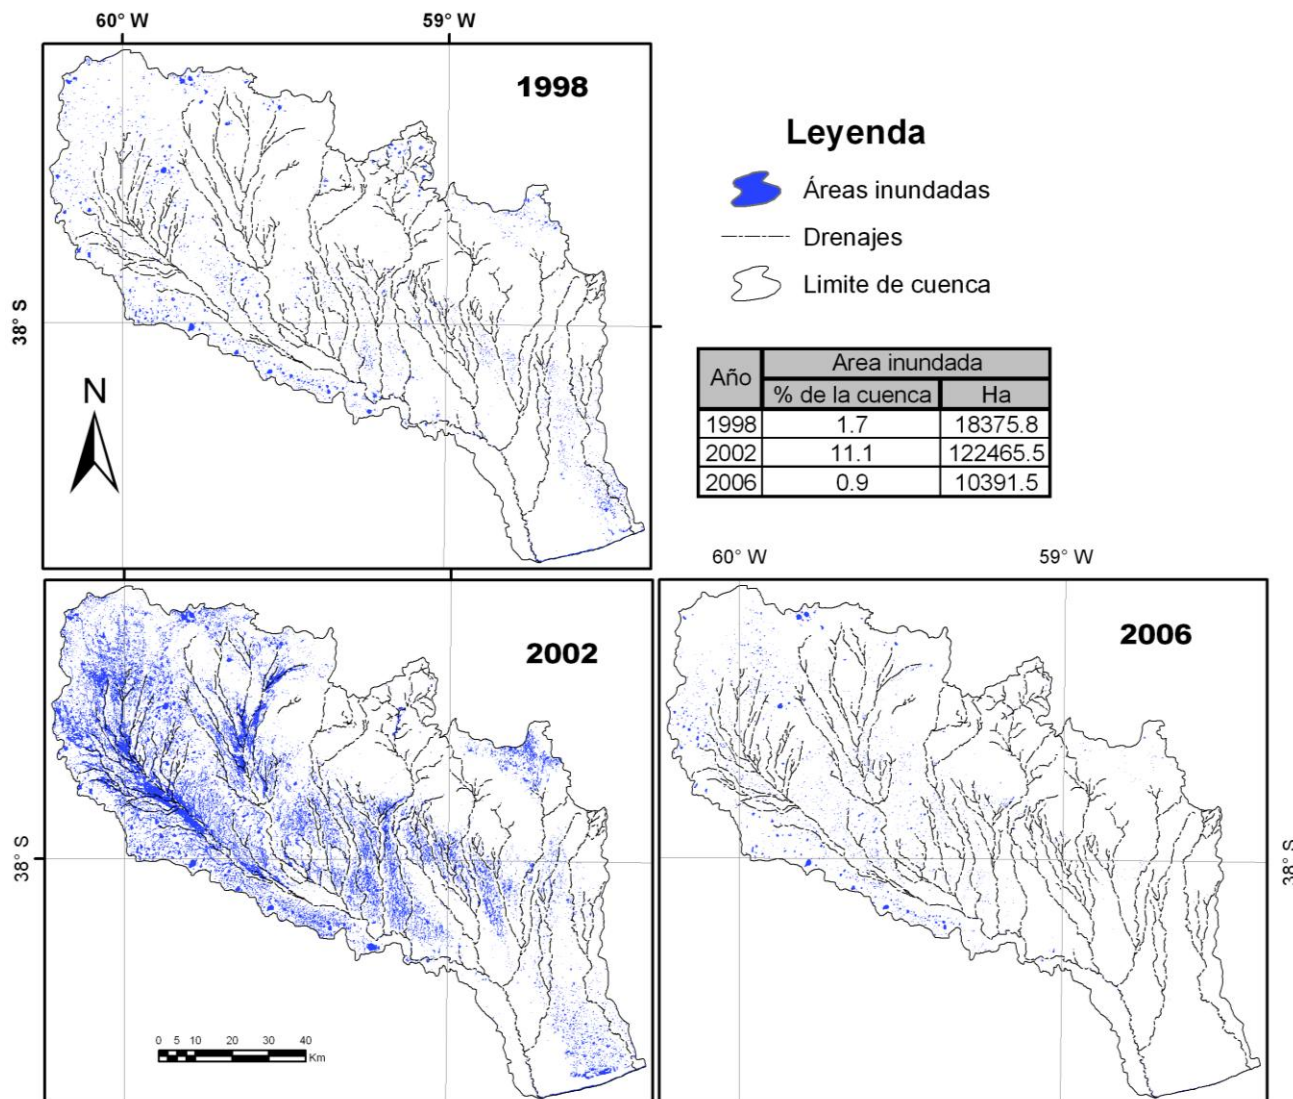 60° W 59° W
1998
38° S
N
Leyenda
Áreas inundadas
Drenajes
Limite de cuenca
Año Area inundada
% de la cuenca Ha
1998 1.7 18375.8
2002 11.1 122465.5
2006 0.9 10391.5
60° W 59° W
2002
38° S
0 5 10 20 30 40
Km
2006
38° S